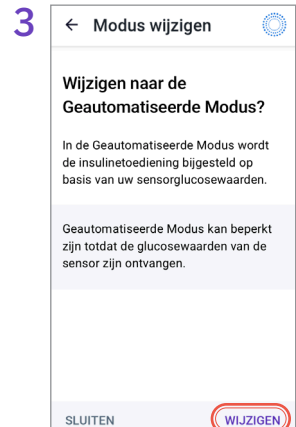 3
← Modus wijzigen
Wijzigen naar de
Geautomatiseerde Modus?
In de Geautomatiseerde Modus wordt
de insulinetoediening bijgesteld op
basis van uw sensorglucosewaarden.
Geautomatiseerde Modus kan beperkt
zijn totdat de glucosewaarden van de
sensor zijn ontvangen.
SLUITEN WIJZIGEN